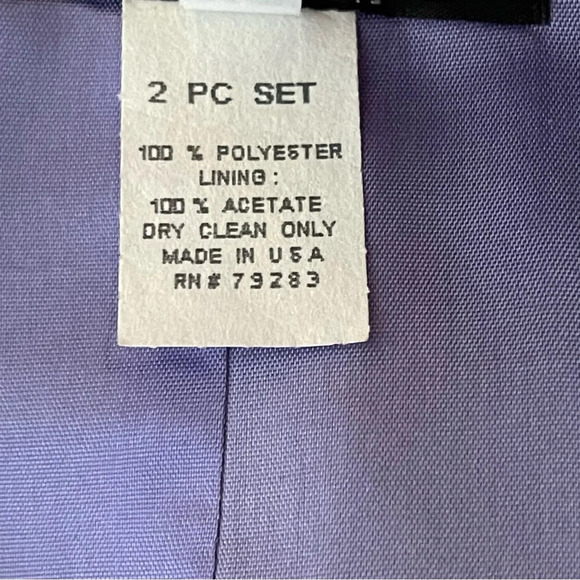 2 PC SET
100 % POLYESTER
LINING :
100 % ACETATE
DRY CLEAN ONLY
MADE IN U S A
RN # 79283